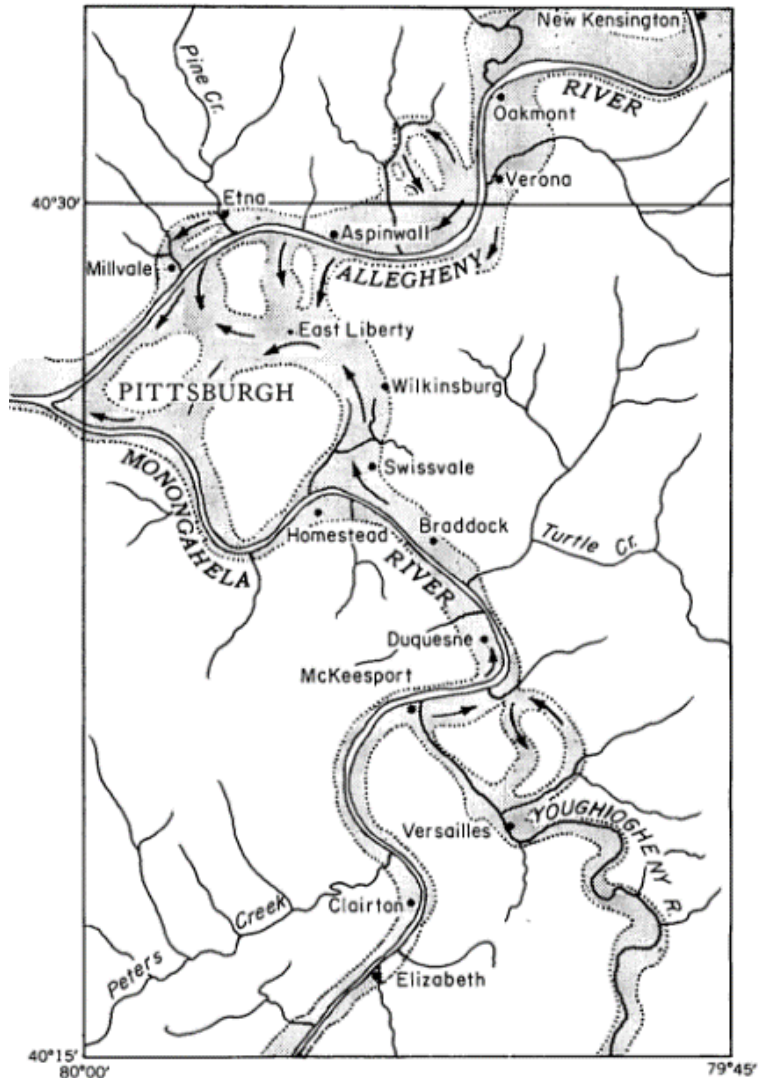 New Kensington
Pine Cr.
RIVER
Oakmont
Verona
Etna
40°30'
Aspinwall
Millvale
ALLEGHENY
East Liberty
PITTSBURGH
Wilkinsburg
Swissvale
MONONGAHELA
Homestead
Braddock
Turtle Cr.
RIVER
Duquesne
McKeesport
Versailles
YOUGHIOGHENY R.
Clairton
Peters Creek
Elizabeth
40°15'
80°00'
79°45'